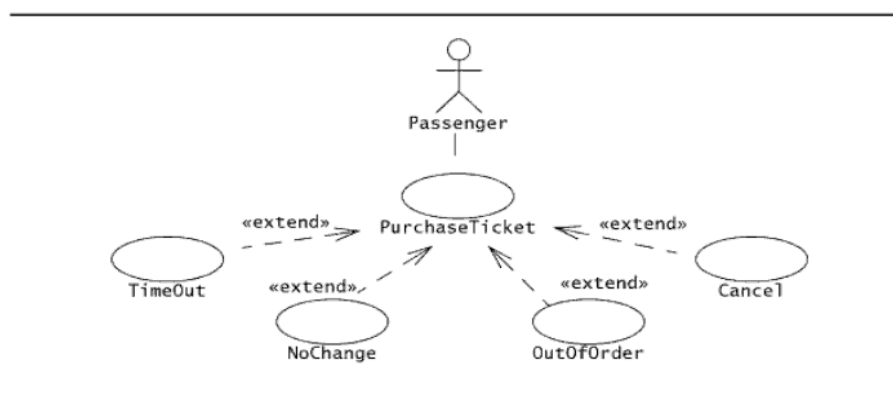 Passenger
«extend»
PurchaseTicket
«extend»
TimeOut
«extend»
«extend»
Cancel
NoChange
OutOfOrder